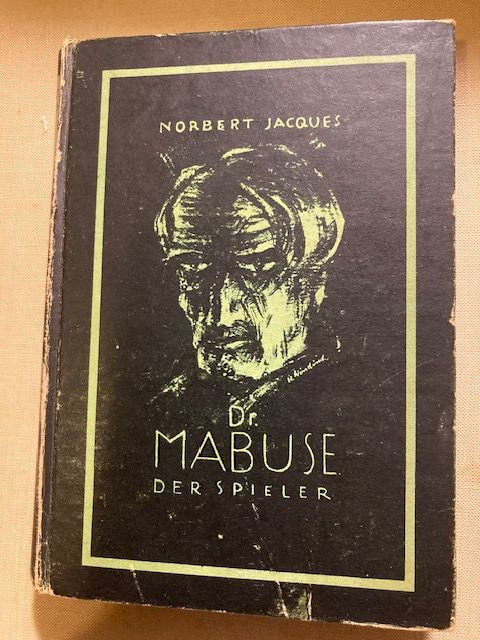 NORBERT JACQUES
Dr.
MABUSE
DER SPIELER